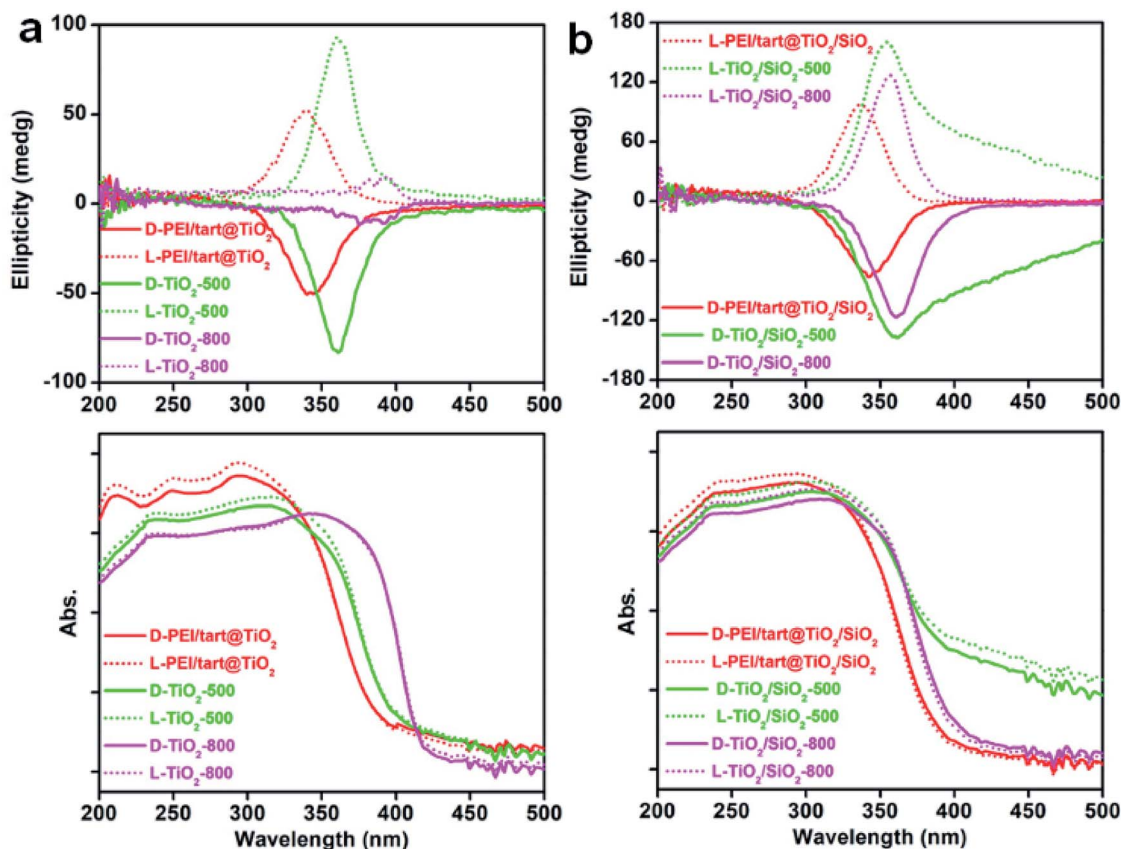 a
100
50
0
-50
-100
Ellipticity (medg)
D-PEI/tart@TiO₂
L-PEI/tart@TiO₂
D-TiO₂-500
L-TiO₂-500
D-TiO₂-800
L-TiO₂-800
200 250 300 350 400 450 500
b
180
120
60
0
-60
-120
-180
Ellipticity (medg)
L-PEI/tart@TiO₂/SiO₂
L-TiO₂/SiO₂-500
L-TiO₂/SiO₂-800
D-PEI/tart@TiO₂/SiO₂
D-TiO₂/SiO₂-500
D-TiO₂/SiO₂-800
200 250 300 350 400 450 500
Abs.
D-PEI/tart@TiO₂
L-PEI/tart@TiO₂
D-TiO₂-500
L-TiO₂-500
D-TiO₂-800
L-TiO₂-800
200 250 300 350 400 450 500
Wavelength (nm)
Abs.
D-PEI/tart@TiO₂/SiO₂
L-PEI/tart@TiO₂/SiO₂
D-TiO₂/SiO₂-500
L-TiO₂/SiO₂-500
D-TiO₂/SiO₂-800
L-TiO₂/SiO₂-800
200 250 300 350 400 450 500
Wavelength (nm)